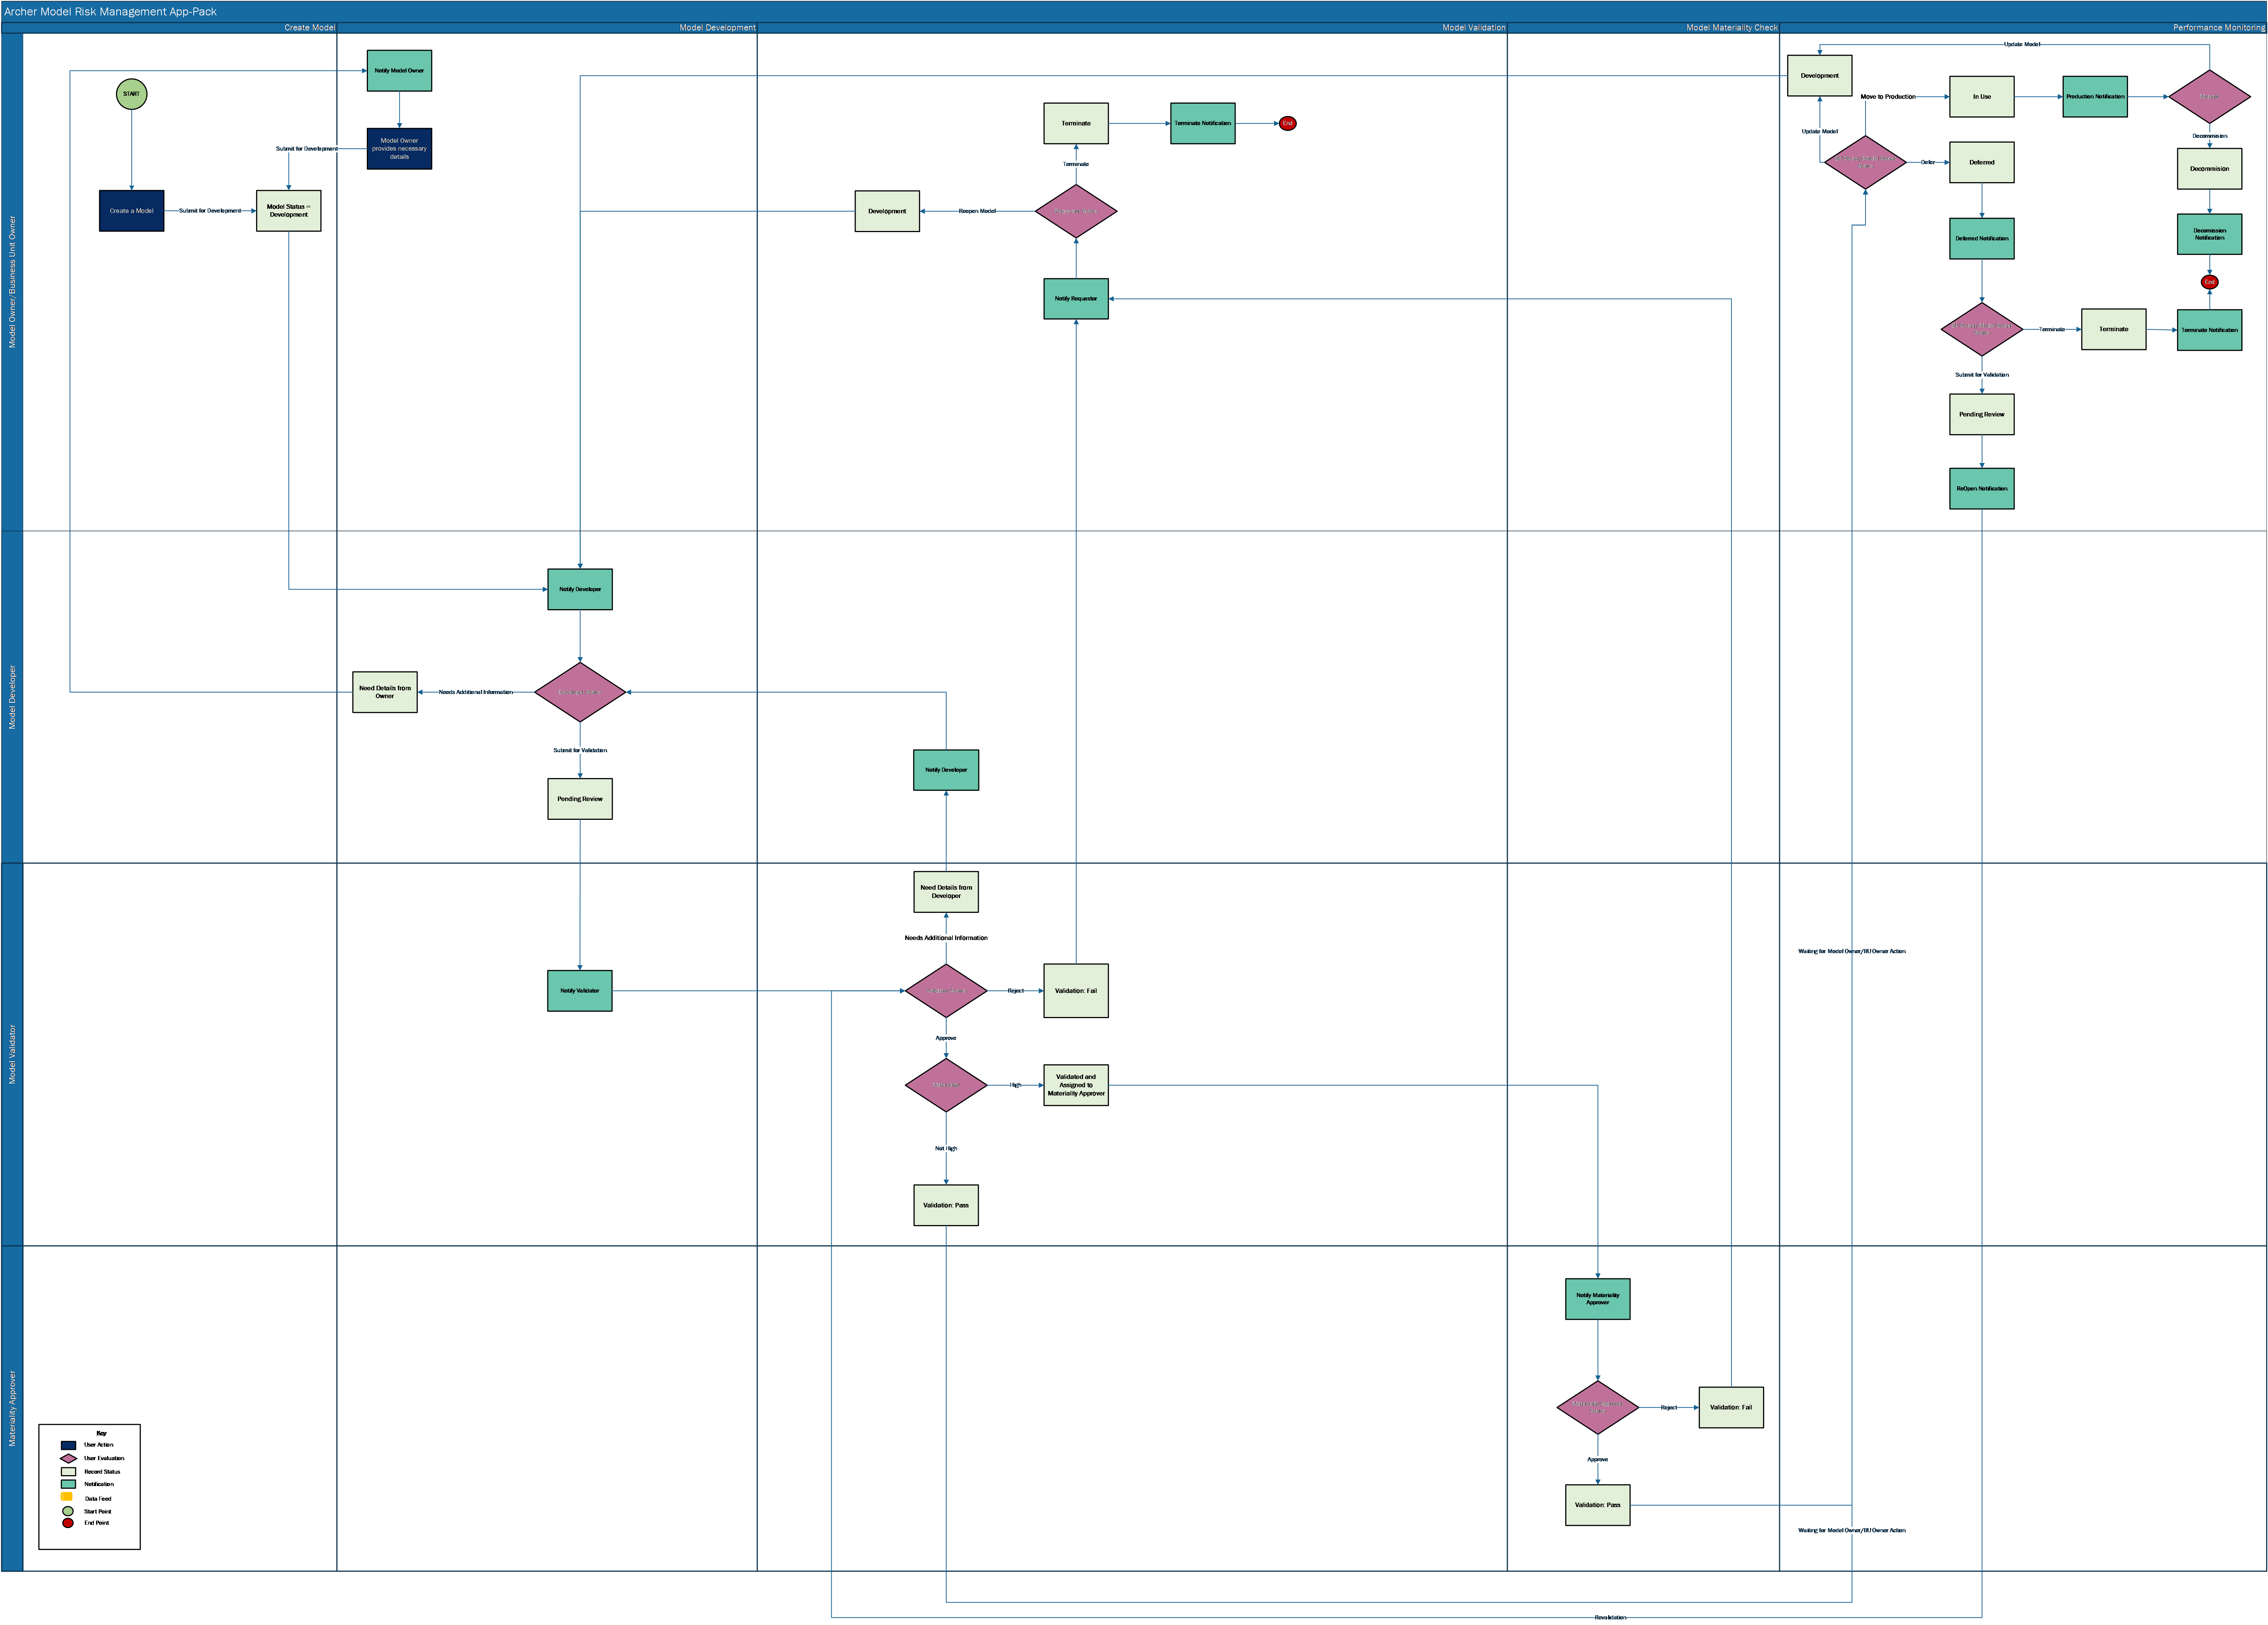 Archer Model Risk Management App-Pack
Create Model
Model Development
Model Validation
Model Materiality Check
Performance Monitoring
Model Owner/Business Unit Owner
START
Create a Model
Submit for Development
Model Status =
Development
Submit for Development
Notify Model Owner
Model Owner
provides necessary
details
Terminate
Terminate Notification
End
Terminate
Development
Reopen Model
Notify Requestor
Update Model
Development
Move to Production
In Use
Production Notification
Update Model
Defer
Deferred
Decommision
Decommision
Deferred Notification
Decomission
Notification
End
Terminate
Terminate
Terminate Notification
Submit for Validation
Pending Review
ReOpen Notification
Model Developer
Notify Developer
Need Details from
Owner
Needs Additional Information
Submit for Validation
Pending Review
Notify Developer
Model Validator
Need Details from
Developer
Needs Additional Information
Notify Validator
Reject
Validation: Fail
Approve
High
Validated and
Assigned to
Materiality Approver
Not High
Validation: Pass
Waiting for Model Owner/BU Owner Action
Materiality Approver
Notify Materiality
Approver
Reject
Validation: Fail
Approve
Validation: Pass
Waiting for Model Owner/BU Owner Action
Revalidation
Key
User Action
User Evaluation
Record Status
Notification
Data Feed
Start Point
End Point